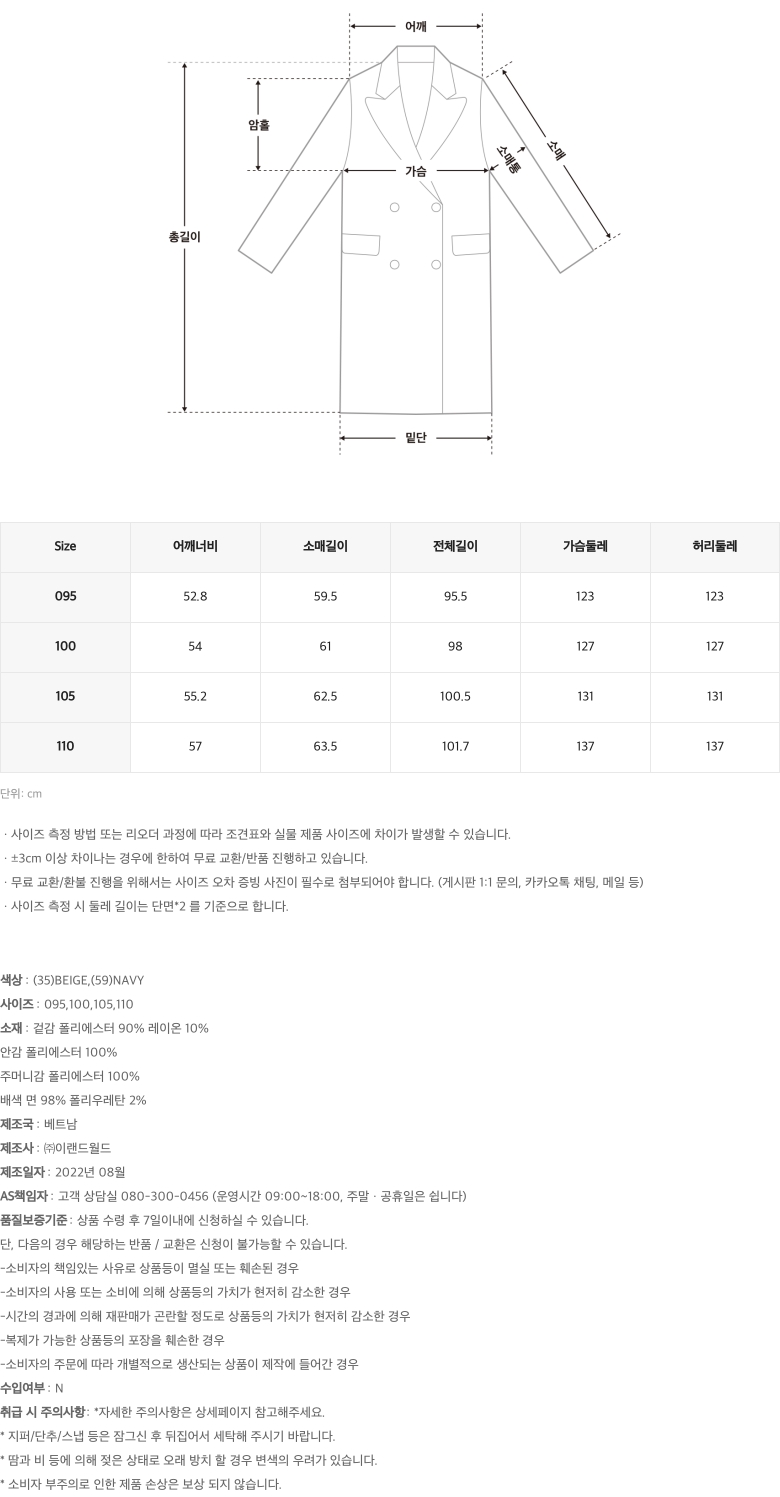 어깨
암홀
소매
소매통
가슴
총길이
밑단
Size 어깨너비 소매길이 전체길이 가슴둘레 허리둘레
095 52.8 59.5 95.5 123 123
100 54 61 98 127 127
105 55.2 62.5 100.5 131 131
110 57 63.5 101.7 137 137
단위: cm
· 사이즈 측정 방법 또는 리오더 과정에 따라 조견표와 실물 제품 사이즈에 차이가 발생할 수 있습니다.
· ±3cm 이상 차이나는 경우에 한하여 무료 교환/반품 진행하고 있습니다.
· 무료 교환/환불 진행을 위해서는 사이즈 오차 증빙 사진이 필수로 첨부되어야 합니다. (게시판 1:1 문의, 카카오톡 채팅, 메일 등)
· 사이즈 측정 시 둘레 길이는 단면*2 를 기준으로 합니다.
색상 : (35)BEIGE,(59)NAVY
사이즈 : 095,100,105,110
소재 : 겉감 폴리에스터 90% 레이온 10%
안감 폴리에스터 100%
주머니감 폴리에스터 100%
배색 면 98% 폴리우레탄 2%
제조국 : 베트남
제조사 : ㈜이랜드월드
제조일자 : 2022년 08월
AS책임자 : 고객 상담실 080-300-0456 (운영시간 09:00~18:00, 주말 · 공휴일은 쉽니다)
품질보증기준 : 상품 수령 후 7일이내에 신청하실 수 있습니다.
단, 다음의 경우 해당하는 반품 / 교환은 신청이 불가능할 수 있습니다.
-소비자의 책임있는 사유로 상품등이 멸실 또는 훼손된 경우
-소비자의 사용 또는 소비에 의해 상품등의 가치가 현저히 감소한 경우
-시간의 경과에 의해 재판매가 곤란할 정도로 상품등의 가치가 현저히 감소한 경우
-복제가 가능한 상품등의 포장을 훼손한 경우
-소비자의 주문에 따라 개별적으로 생산되는 상품이 제작에 들어간 경우
수입여부 : N
취급 시 주의사항 : *자세한 주의사항은 상세페이지 참고해주세요.
* 지퍼/단추/스냅 등은 잠그신 후 뒤집어서 세탁해 주시기 바랍니다.
* 땀과 비 등에 의해 젖은 상태로 오래 방치 할 경우 변색의 우려가 있습니다.
* 소비자 부주의로 인한 제품 손상은 보상 되지 않습니다.